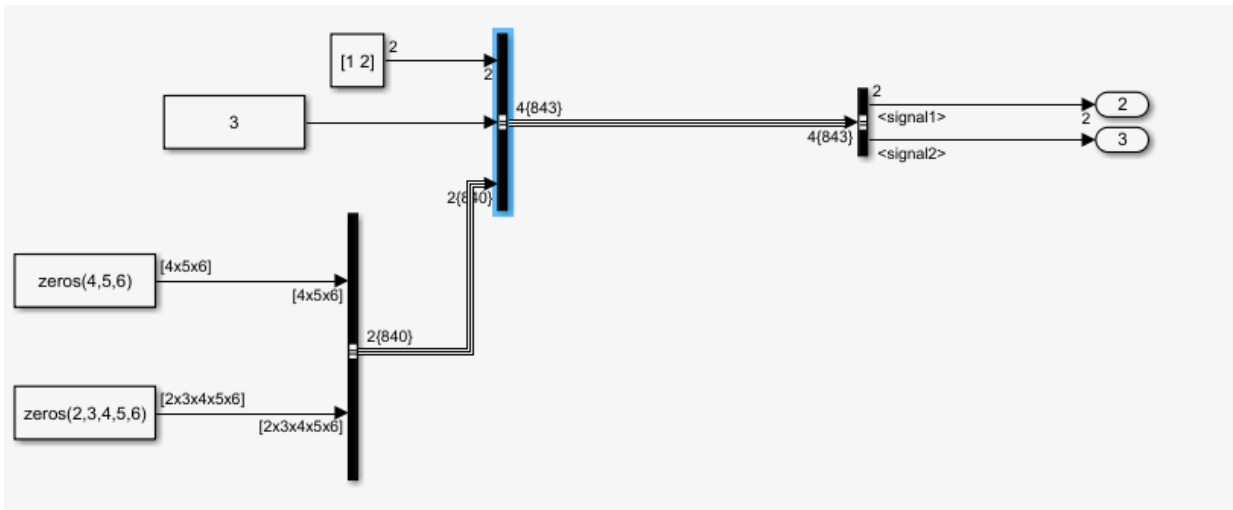 [1 2]
2
2
3
4{843}
4{843}
2
<signal1>
2
2
<signal2>
3
2{840}
zeros(4,5,6)
[4x5x6]
[4x5x6]
2{840}
zeros(2,3,4,5,6)
[2x3x4x5x6]
[2x3x4x5x6]